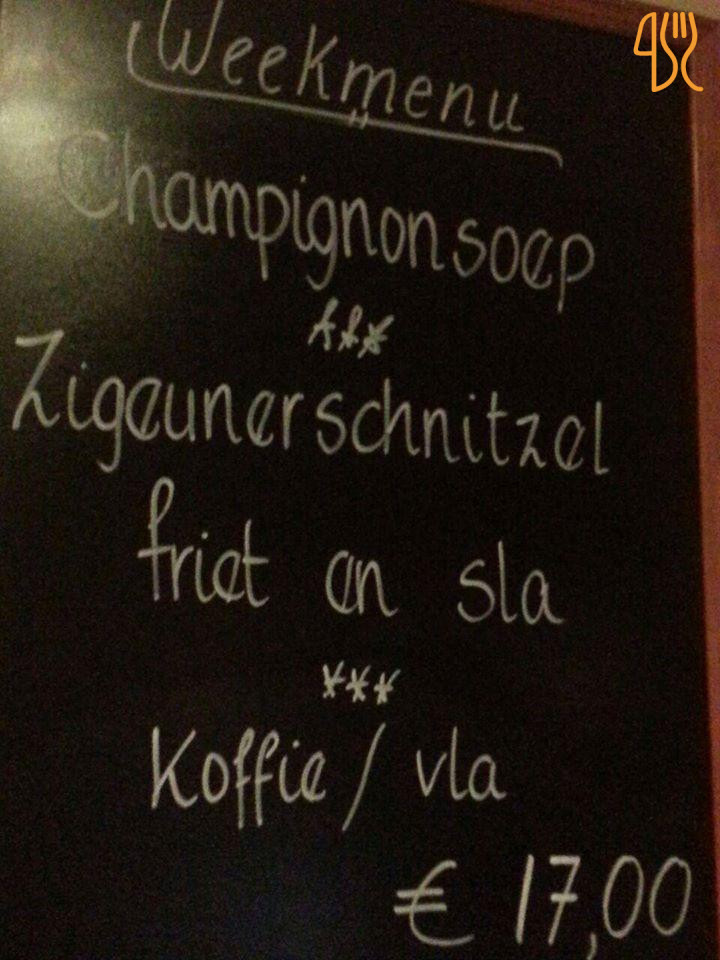 Weekmenu
Champignonsoep
***
Zigeunerschnitzel
friet en sla
***
Koffie / vla
€ 17,00